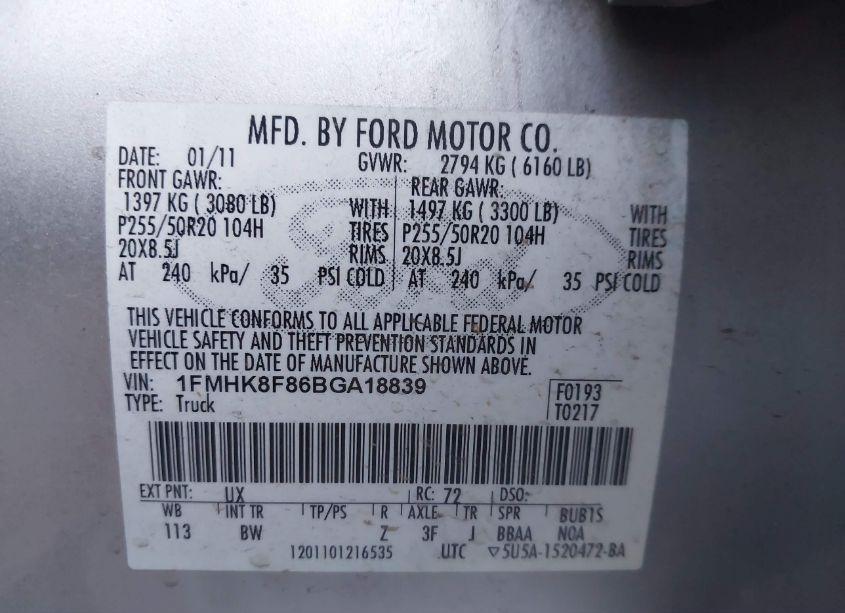 MFD. BY FORD MOTOR CO.
DATE: 01/11 GVWR: 2794 KG ( 6160 LB)
FRONT GAWR: REAR GAWR:
1397 KG ( 3080 LB) WITH 1497 KG ( 3300 LB) WITH
P255/50R20 104H TIRES P255/50R20 104H TIRES
20X8.5J RIMS 20X8.5J RIMS
AT 240 kPa/ 35 PSI COLD AT 240 kPa/ 35 PSI COLD
THIS VEHICLE CONFORMS TO ALL APPLICABLE FEDERAL MOTOR
VEHICLE SAFETY AND THEFT PREVENTION STANDARDS IN
EFFECT ON THE DATE OF MANUFACTURE SHOWN ABOVE.
VIN: 1FMHK8F86BGA18839 F0193
TYPE: Truck T0217
EXT PNT: UX RC: 72 DSO:
WB INT TR TP/PS R AXLE TR SPR BUB1S
113 BW Z 3F J BBAA NOA
1201101216535 UTC ▽5U5A-1520472-BA